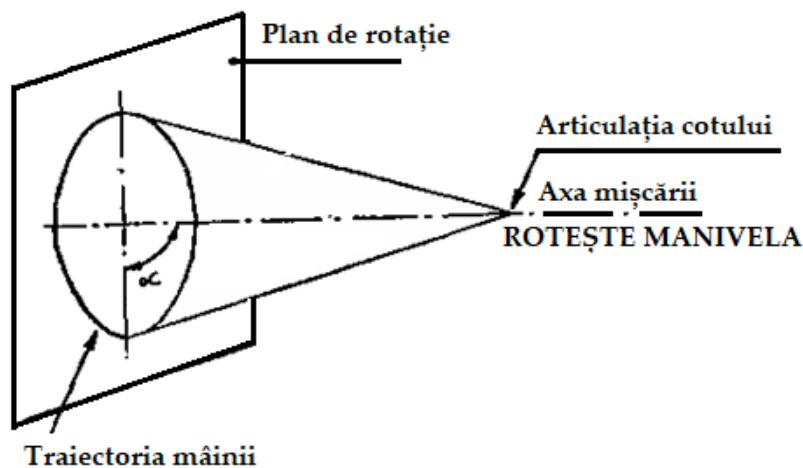 Plan de rotație
Articulația cotului
Axa mișcării
ROTEȘTE MANIVELA
α
Traiectoria mâinii